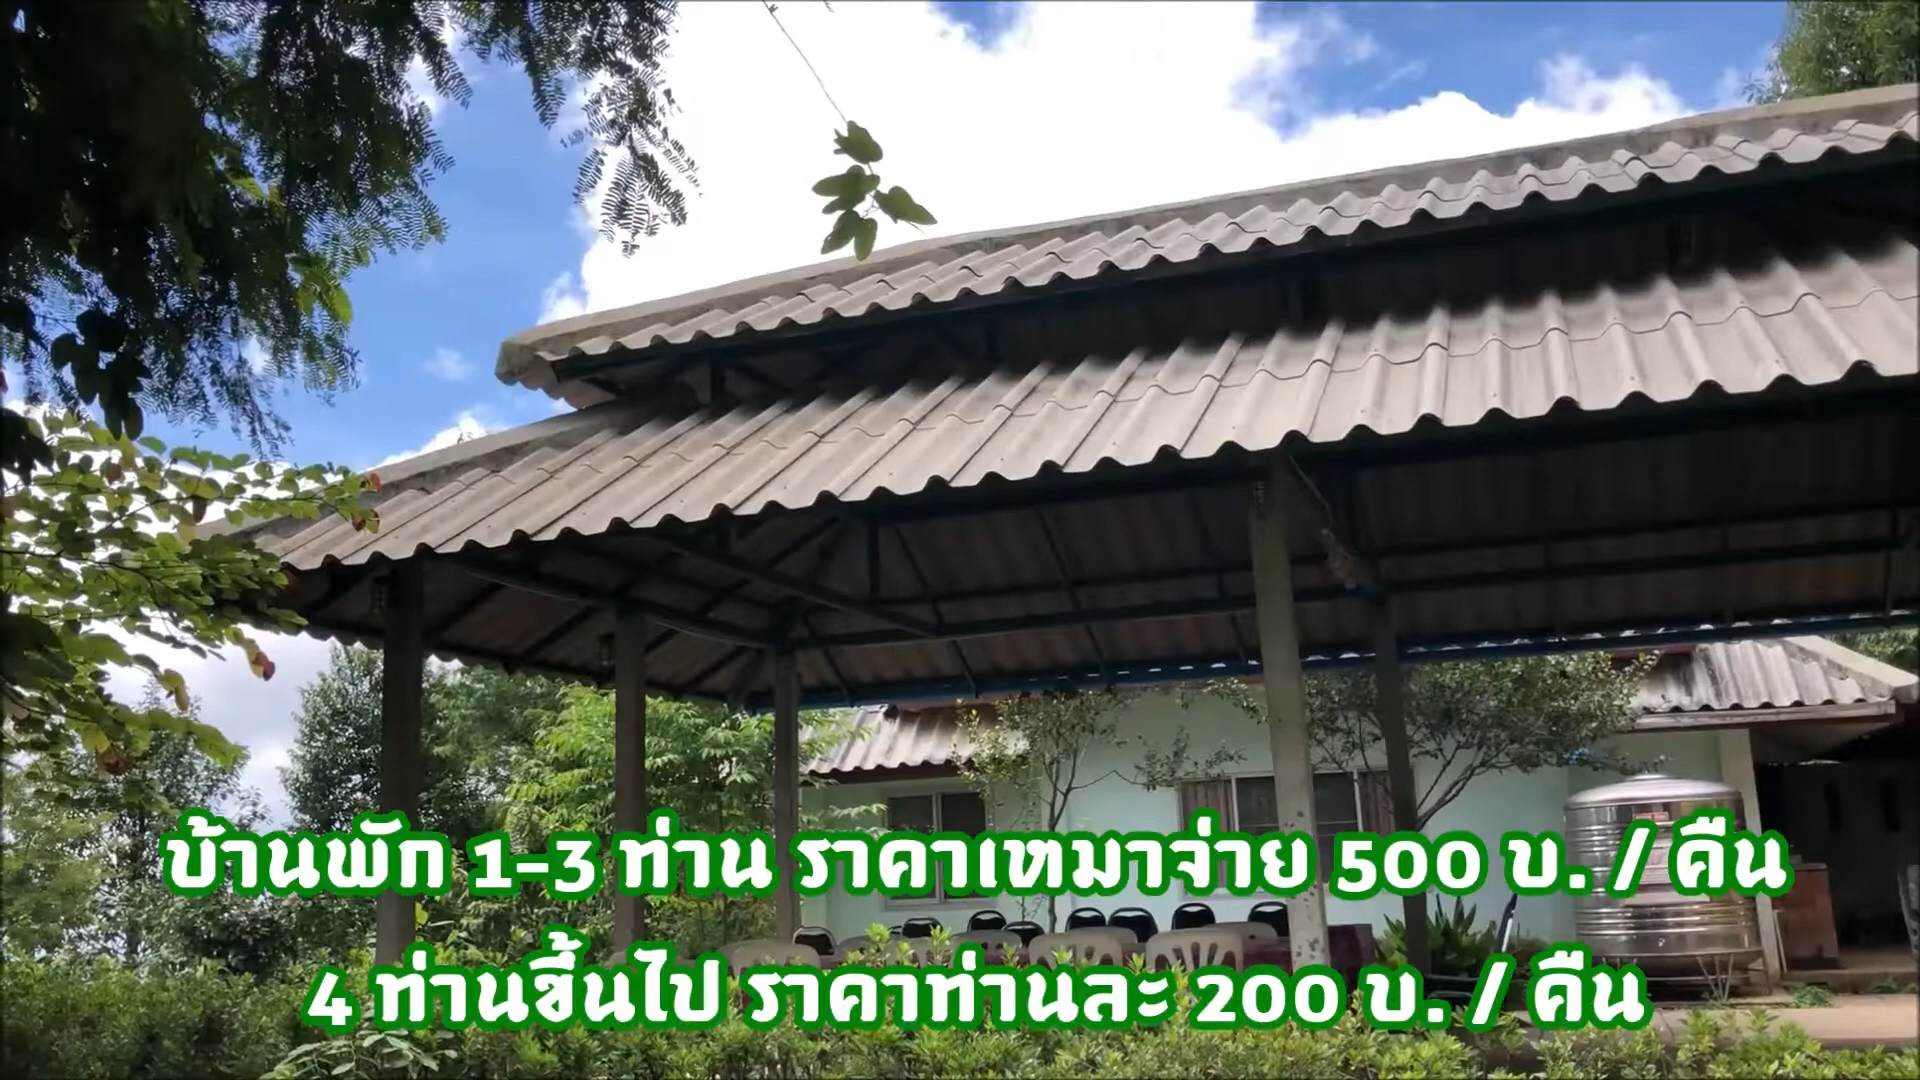 บ้านพัก 1-3 ท่าน ราคาเหมาจ่าย 500 บ. / คืน
4 ท่านขึ้นไป ราคาท่านละ 200 บ. / คืน